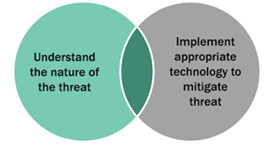 Understand
the nature of
the threat
Implement
appropriate
technology to
mitigate
threat